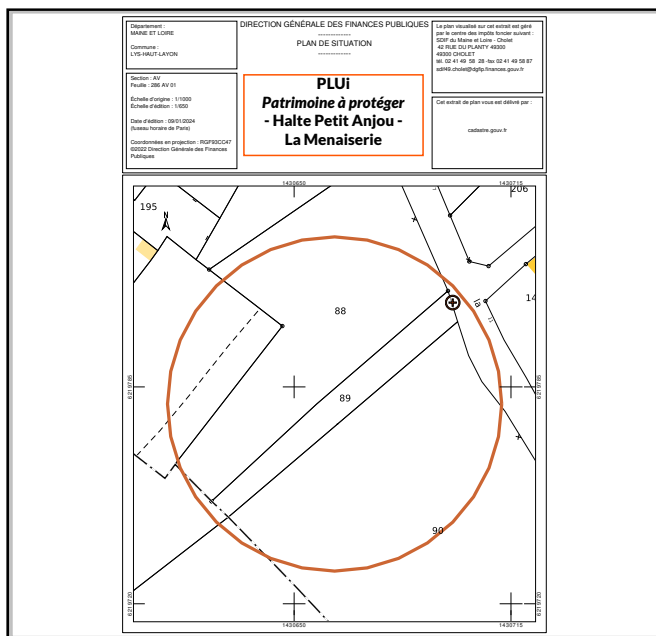 Département :
MAINE ET LOIRE
Commune :
LYS-HAUT-LAYON
Section : AV
Feuille : 286 AV 01
Échelle d'origine : 1/1000
Échelle d'édition : 1/650
Date d'édition : 09/01/2024
(fuseau horaire de Paris)
Coordonnées en projection : RGF93CC47
©2022 Direction Générale des Finances
Publiques
DIRECTION GÉNÉRALE DES FINANCES PUBLIQUES
-------------
PLAN DE SITUATION
-------------
PLUi
Patrimoine à protéger
- Halte Petit Anjou -
La Menaiserie
Le plan visualisé sur cet extrait est géré
par le centre des impôts foncier suivant :
SDIF du Maine et Loire - Cholet
42 RUE DU PLANTY 49300
49300 CHOLET
tél. 02 41 49 58 28 -fax 02 41 49 58 87
sdif49.cholet@dgfip.finances.gouv.fr
Cet extrait de plan vous est délivré par :
cadastre.gouv.fr
1430650
1430715
206
195
N
14
la
88
6219785
6219785
89
90
6219720
6219720
1430650
1430715